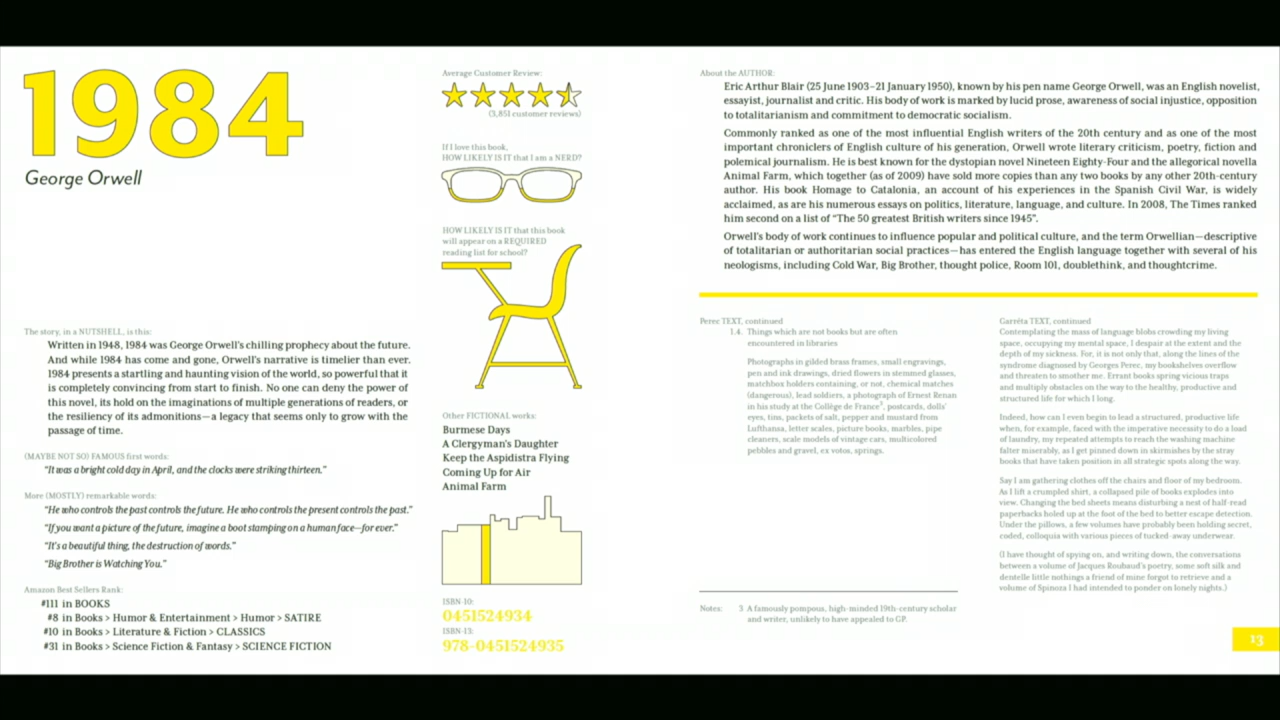 1984
George Orwell
The story, in a NUTSHELL, is this:
Written in 1948, 1984 was George Orwell's chilling prophecy about the future.
And while 1984 has come and gone, Orwell's narrative is timelier than ever.
1984 presents a startling and haunting vision of the world, so powerful that it
is completely convincing from start to finish. No one can deny the power of
this novel, its hold on the imaginations of multiple generations of readers, or
the resiliency of its admonitions—a legacy that seems only to grow with the
passage of time.
(MAYBE NOT SO) FAMOUS first words:
“It was a bright cold day in April, and the clocks were striking thirteen.”
More (MOSTLY) remarkable words:
“He who controls the past controls the future. He who controls the present controls the past.”
“If you want a picture of the future, imagine a boot stamping on a human face—for ever.”
“It's a beautiful thing, the destruction of words.”
“Big Brother is Watching You.”
Amazon Best Sellers Rank:
#111 in BOOKS
#8 in Books > Humor & Entertainment > Humor > SATIRE
#10 in Books > Literature & Fiction > CLASSICS
#31 in Books > Science Fiction & Fantasy > SCIENCE FICTION
Average Customer Review:
(3,851 customer reviews)
If I love this book,
HOW LIKELY IS IT that I am a NERD?
HOW LIKELY IS IT that this book
will appear on a REQUIRED
reading list for school?
Other FICTIONAL works:
Burmese Days
A Clergyman's Daughter
Keep the Aspidistra Flying
Coming Up for Air
Animal Farm
ISBN-10:
0451524934
ISBN-13:
978-0451524935
About the AUTHOR:
Eric Arthur Blair (25 June 1903–21 January 1950), known by his pen name George Orwell, was an English novelist,
essayist, journalist and critic. His body of work is marked by lucid prose, awareness of social injustice, opposition
to totalitarianism and commitment to democratic socialism.
Commonly ranked as one of the most influential English writers of the 20th century and as one of the most
important chroniclers of English culture of his generation, Orwell wrote literary criticism, poetry, fiction and
polemical journalism. He is best known for the dystopian novel Nineteen Eighty-Four and the allegorical novella
Animal Farm, which together (as of 2009) have sold more copies than any two books by any other 20th-century
author. His book Homage to Catalonia, an account of his experiences in the Spanish Civil War, is widely
acclaimed, as are his numerous essays on politics, literature, language, and culture. In 2008, The Times ranked
him second on a list of “The 50 greatest British writers since 1945”.
Orwell's body of work continues to influence popular and political culture, and the term Orwellian—descriptive
of totalitarian or authoritarian social practices—has entered the English language together with several of his
neologisms, including Cold War, Big Brother, thought police, Room 101, doublethink, and thoughtcrime.
Perec TEXT, continued
1.4. Things which are not books but are often
encountered in libraries
Photographs in gilded brass frames, small engravings,
pen and ink drawings, dried flowers in stemmed glasses,
matchbox holders containing, or not, chemical matches
(dangerous), lead soldiers, a photograph of Ernest Renan
in his study at the Collège de France³, postcards, dolls'
eyes, tins, packets of salt, pepper and mustard from
Lufthansa, letter scales, picture books, marbles, pipe
cleaners, scale models of vintage cars, multicolored
pebbles and gravel, ex votos, springs.
Notes: 3 A famously pompous, high-minded 19th-century scholar
and writer, unlikely to have appealed to GP.
Garréta TEXT, continued
Contemplating the mass of language blobs crowding my living
space, occupying my mental space, I despair at the extent and the
depth of my sickness. For, it is not only that, along the lines of the
syndrome diagnosed by Georges Perec, my bookshelves overflow
and threaten to smother me. Errant books spring vicious traps
and multiply obstacles on the way to the healthy, productive and
structured life for which I long.
Indeed, how can I even begin to lead a structured, productive life
when, for example, faced with the imperative necessity to do a load
of laundry, my repeated attempts to reach the washing machine
falter miserably, as I get pinned down in skirmishes by the stray
books that have taken position in all strategic spots along the way.
Say I am gathering clothes off the chairs and floor of my bedroom.
As I lift a crumpled shirt, a collapsed pile of books explodes into
view. Changing the bed sheets means disturbing a nest of half-read
paperbacks holed up at the foot of the bed to better escape detection.
Under the pillows, a few volumes have probably been holding secret,
coded, colloquia with various pieces of tucked-away underwear.
(I have thought of spying on, and writing down, the conversations
between a volume of Jacques Roubaud's poetry, some soft silk and
dentelle little nothings a friend of mine forgot to retrieve and a
volume of Spinoza I had intended to ponder on lonely nights.)
13